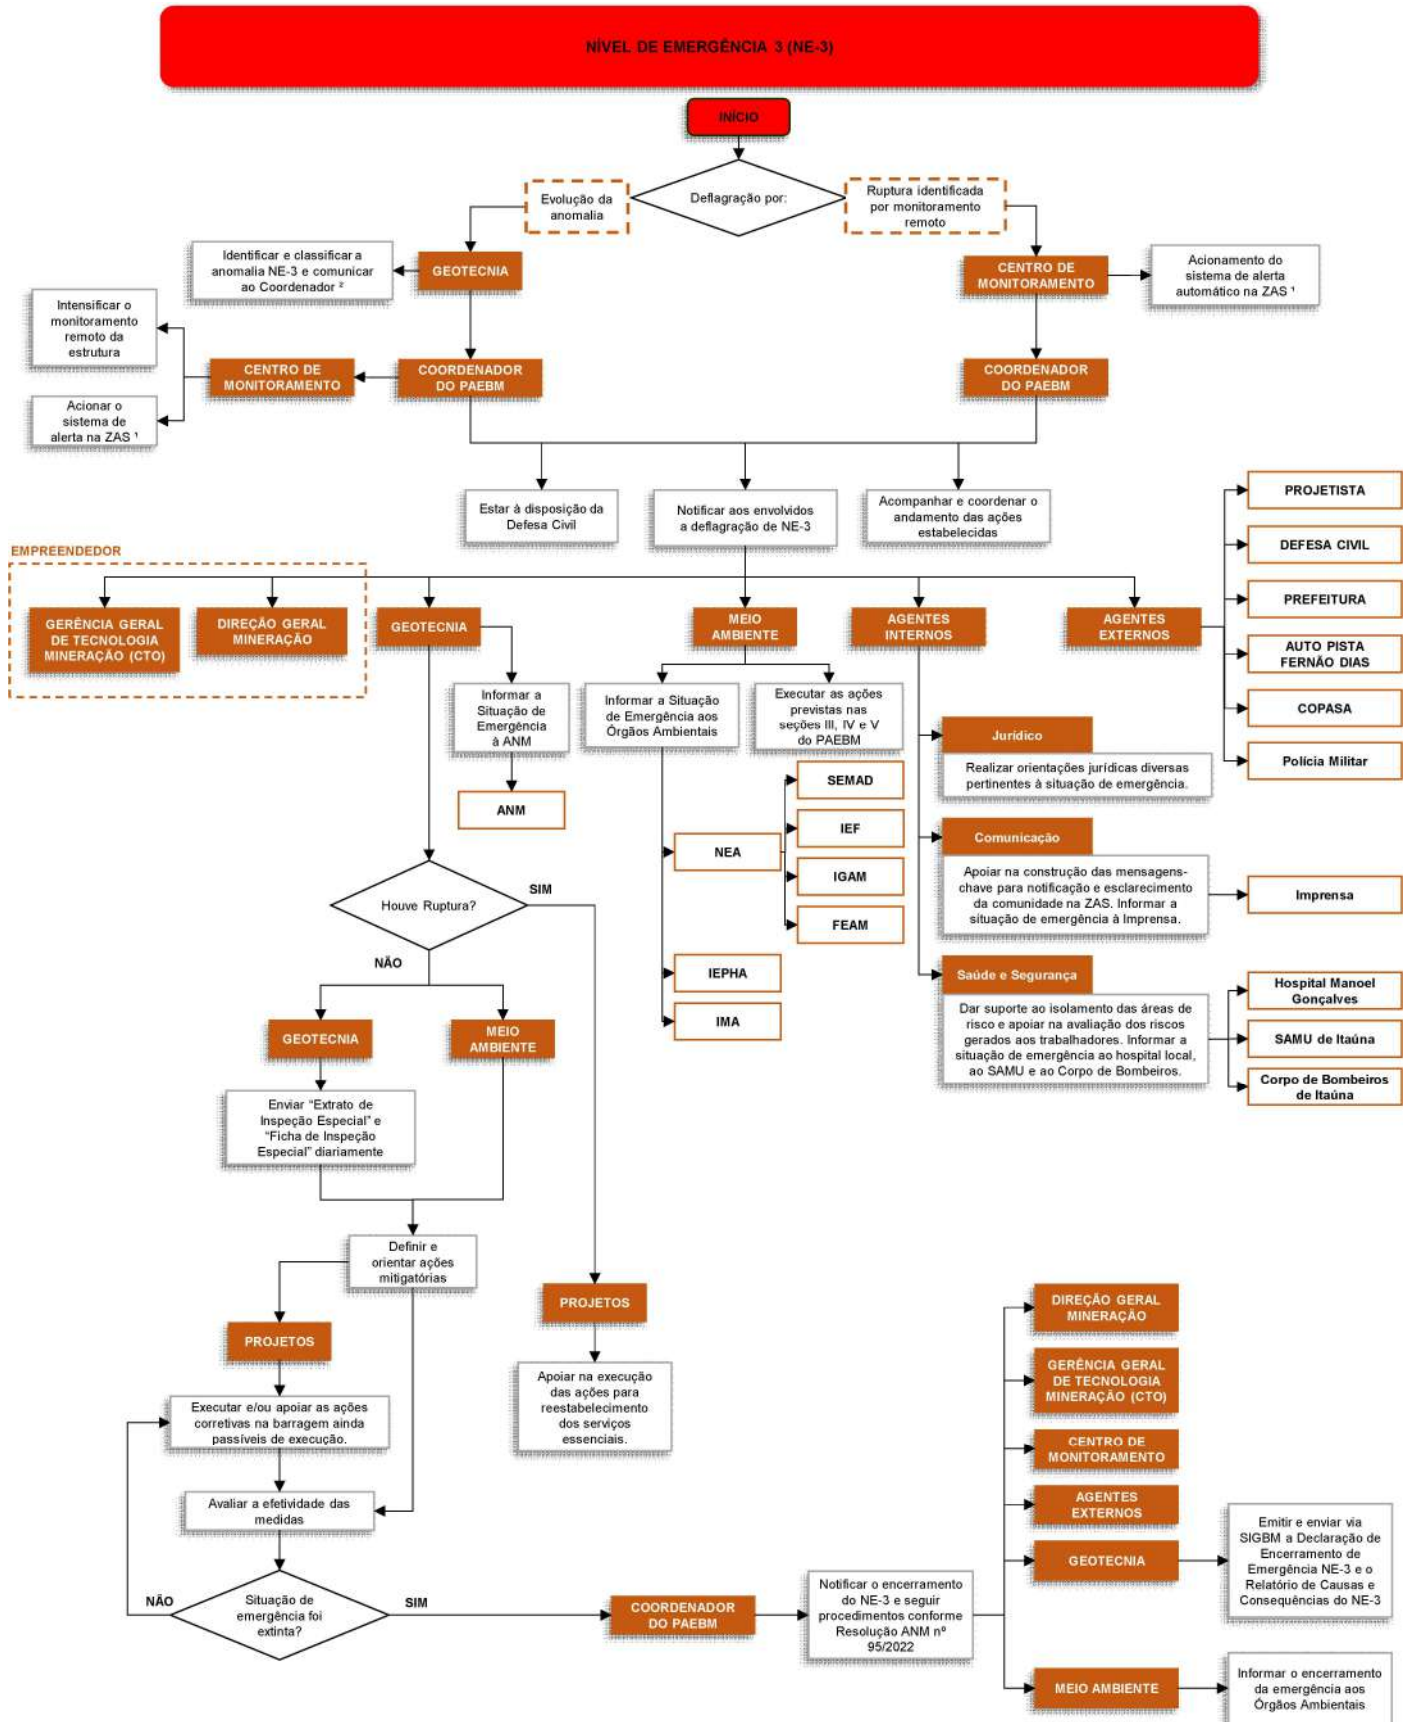 NÍVEL DE EMERGÊNCIA 3 (NE-3)
INÍCIO
Deflagração por:
Evolução da
anomalia
Ruptura identificada
por monitoramento
remoto
Identificar e classificar a
anomalia NE-3 e comunicar
ao Coordenador ²
GEOTECNIA
CENTRO DE
MONITORAMENTO
Acionamento do
sistema de alerta
automático na ZAS ¹
Intensificar o
monitoramento
remoto da
estrutura
Acionar o
sistema de
alerta na ZAS ¹
CENTRO DE
MONITORAMENTO
COORDENADOR
DO PAEBM
COORDENADOR
DO PAEBM
Estar à disposição da
Defesa Civil
Notificar aos envolvidos
a deflagração de NE-3
Acompanhar e coordenar o
andamento das ações
estabelecidas
EMPREENDEDOR
GERÊNCIA GERAL
DE TECNOLOGIA
MINERAÇÃO (CTO)
DIREÇÃO GERAL
MINERAÇÃO
GEOTECNIA
MEIO
AMBIENTE
AGENTES
INTERNOS
AGENTES
EXTERNOS
PROJETISTA
DEFESA CIVIL
PREFEITURA
AUTO PISTA
FERNÃO DIAS
COPASA
Polícia Militar
Informar a
Situação de
Emergência
à ANM
ANM
Informar a Situação
de Emergência aos
Órgãos Ambientais
Executar as ações
previstas nas
seções III, IV e V
do PAEBM
NEA
SEMAD
IEF
IGAM
FEAM
IEPHA
IMA
Jurídico
Realizar orientações jurídicas diversas
pertinentes à situação de emergência.
Comunicação
Apoiar na construção das mensagens-
chave para notificação e esclarecimento
da comunidade na ZAS. Informar a
situação de emergência à Imprensa.
Imprensa
Saúde e Segurança
Dar suporte ao isolamento das áreas de
risco e apoiar na avaliação dos riscos
gerados aos trabalhadores. Informar a
situação de emergência ao hospital local,
ao SAMU e ao Corpo de Bombeiros.
Hospital Manoel
Gonçalves
SAMU de Itaúna
Corpo de Bombeiros
de Itaúna
Houve Ruptura?
SIM
NÃO
GEOTECNIA
MEIO
AMBIENTE
Enviar “Extrato de
Inspeção Especial” e
“Ficha de Inspeção
Especial” diariamente
Definir e
orientar ações
mitigatórias
PROJETOS
PROJETOS
Apoiar na execução
das ações para
reestabelecimento
dos serviços
essenciais.
Executar e/ou apoiar as ações
corretivas na barragem ainda
passíveis de execução.
Avaliar a efetividade das
medidas
Situação de
emergência foi
extinta?
NÃO
SIM
COORDENADOR
DO PAEBM
Notificar o encerramento
do NE-3 e seguir
procedimentos conforme
Resolução ANM nº
95/2022
DIREÇÃO GERAL
MINERAÇÃO
GERÊNCIA GERAL
DE TECNOLOGIA
MINERAÇÃO (CTO)
CENTRO DE
MONITORAMENTO
AGENTES
EXTERNOS
GEOTECNIA
Emitir e enviar via
SIGBM a Declaração de
Encerramento de
Emergência NE-3 e o
Relatório de Causas e
Consequências do NE-3
MEIO AMBIENTE
Informar o encerramento
da emergência aos
Órgãos Ambientais